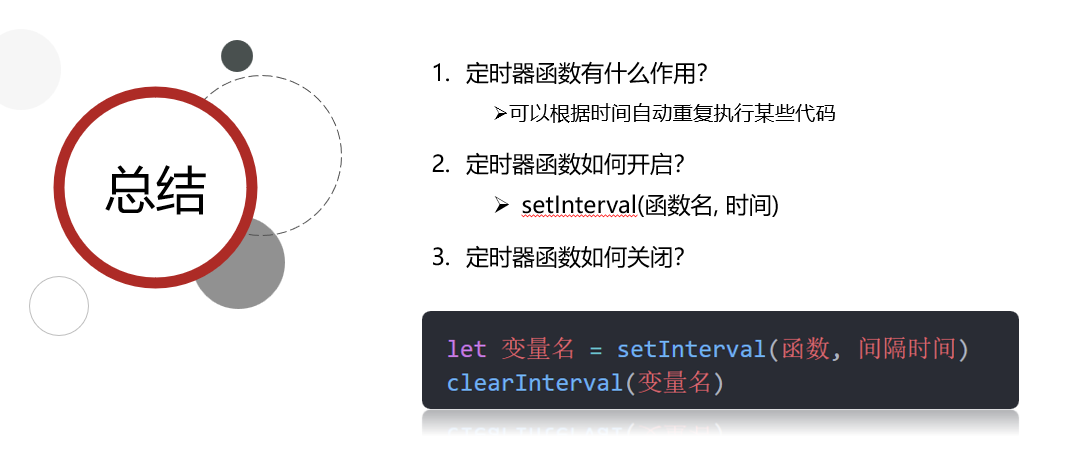 总结
1. 定时器函数有什么作用?
➢可以根据时间自动重复执行某些代码
2. 定时器函数如何开启?
➢ setInterval(函数名, 时间)
3. 定时器函数如何关闭?
let 变量名 = setInterval(函数, 间隔时间)
clearInterval(变量名)